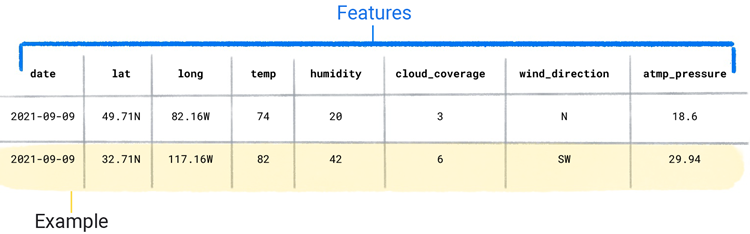 Features
date lat long temp humidity cloud_coverage wind_direction atmp_pressure
2021-09-09 49.71N 82.16W 74 20 3 N 18.6
2021-09-09 32.71N 117.16W 82 42 6 SW 29.94
Example